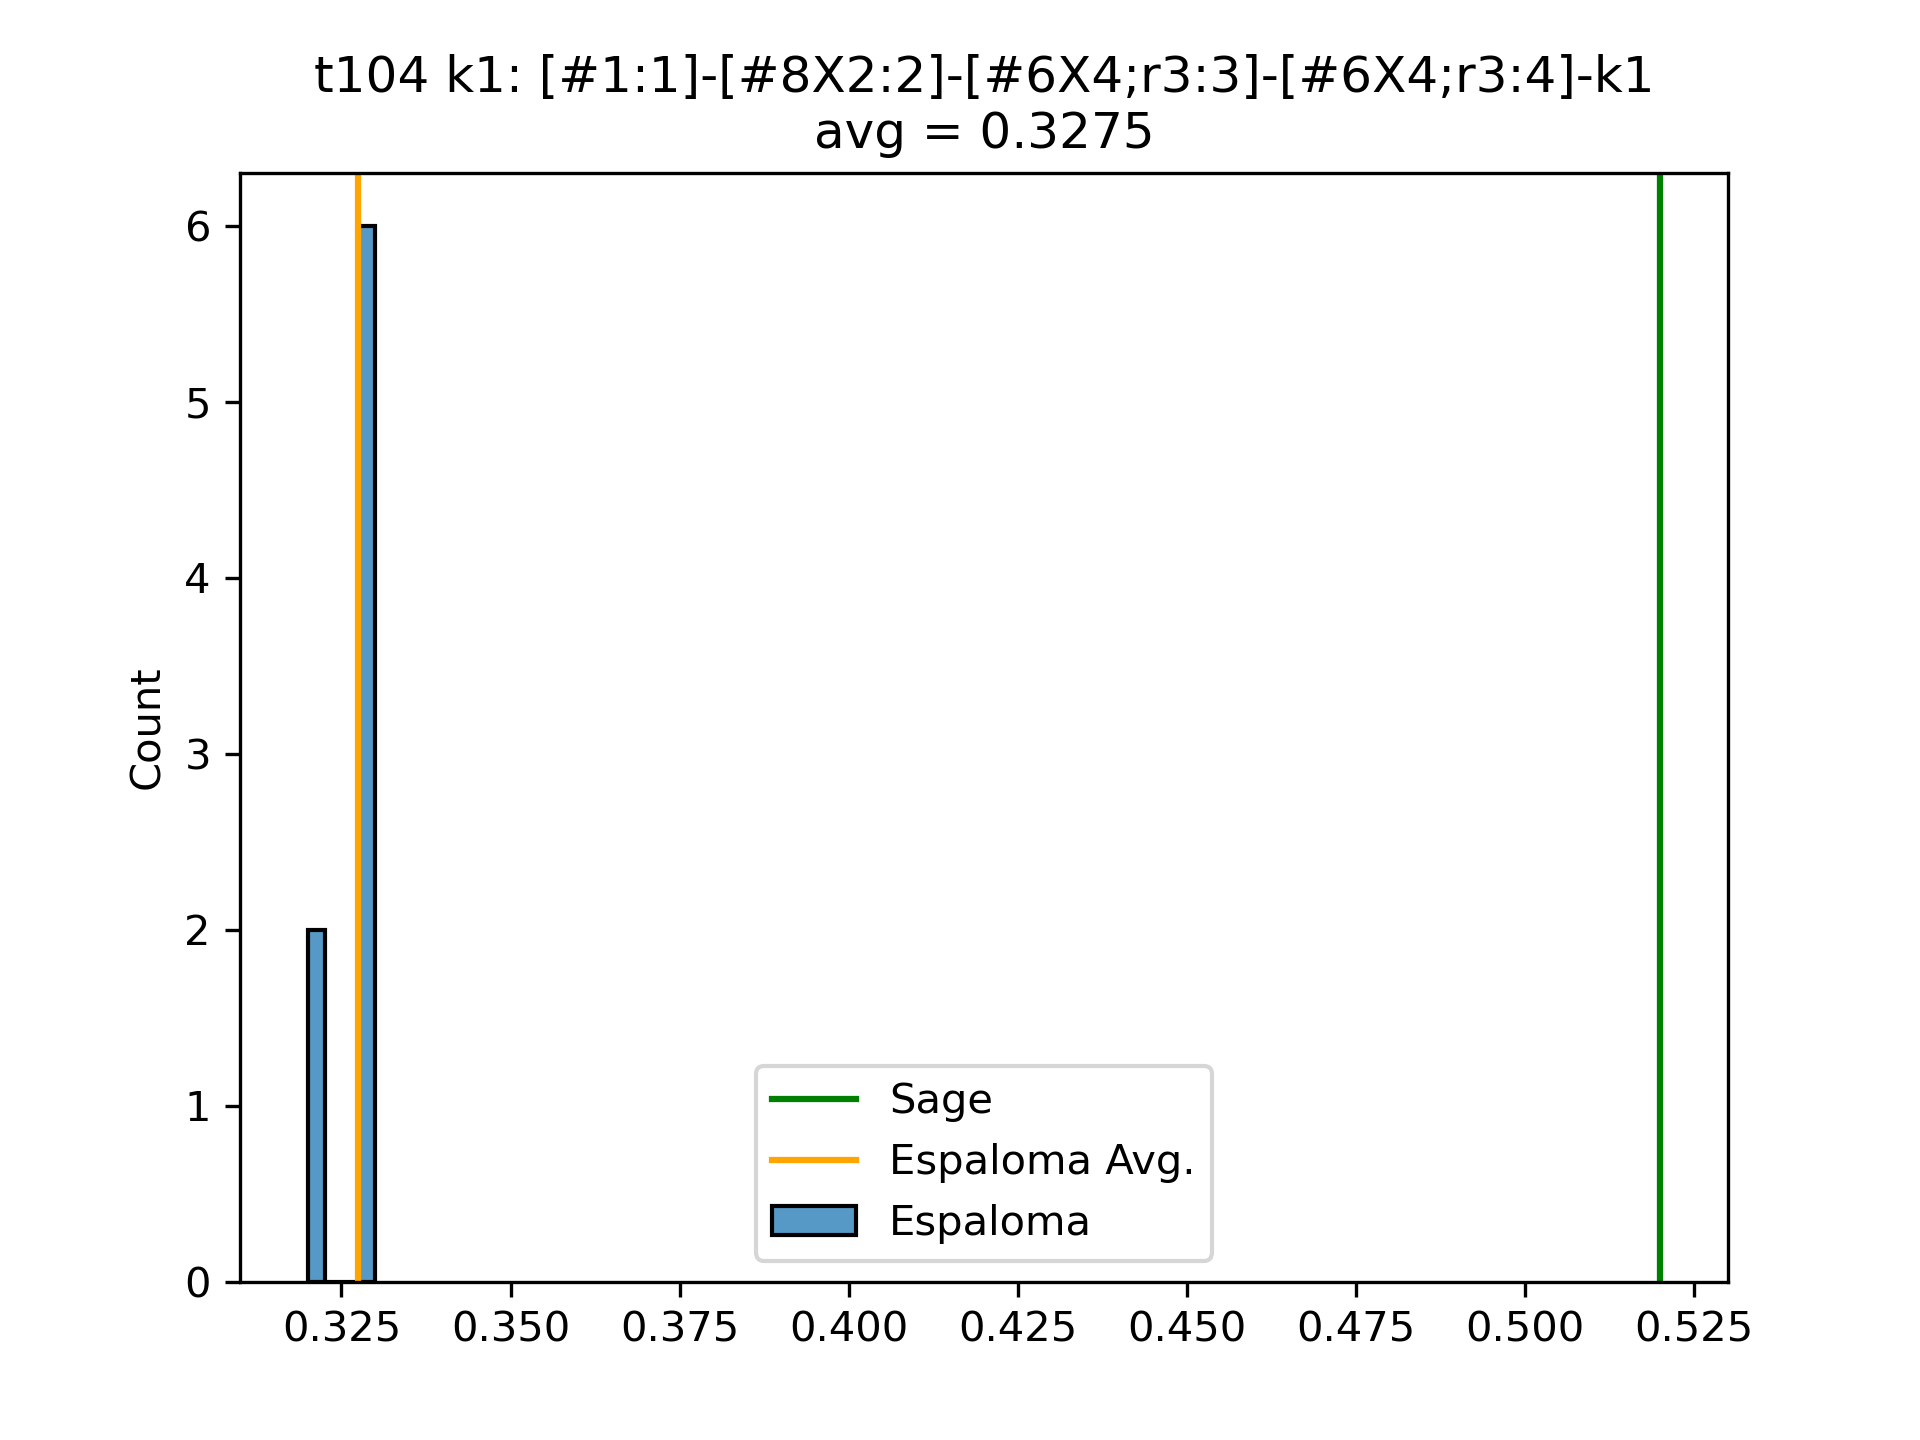 t104 k1: [#1:1]-[#8X2:2]-[#6X4;r3:3]-[#6X4;r3:4]-k1
avg = 0.3275
6
5
4
3
2
1
0
Count
Sage
Espaloma Avg.
Espaloma
0.325 0.350 0.375 0.400 0.425 0.450 0.475 0.500 0.525